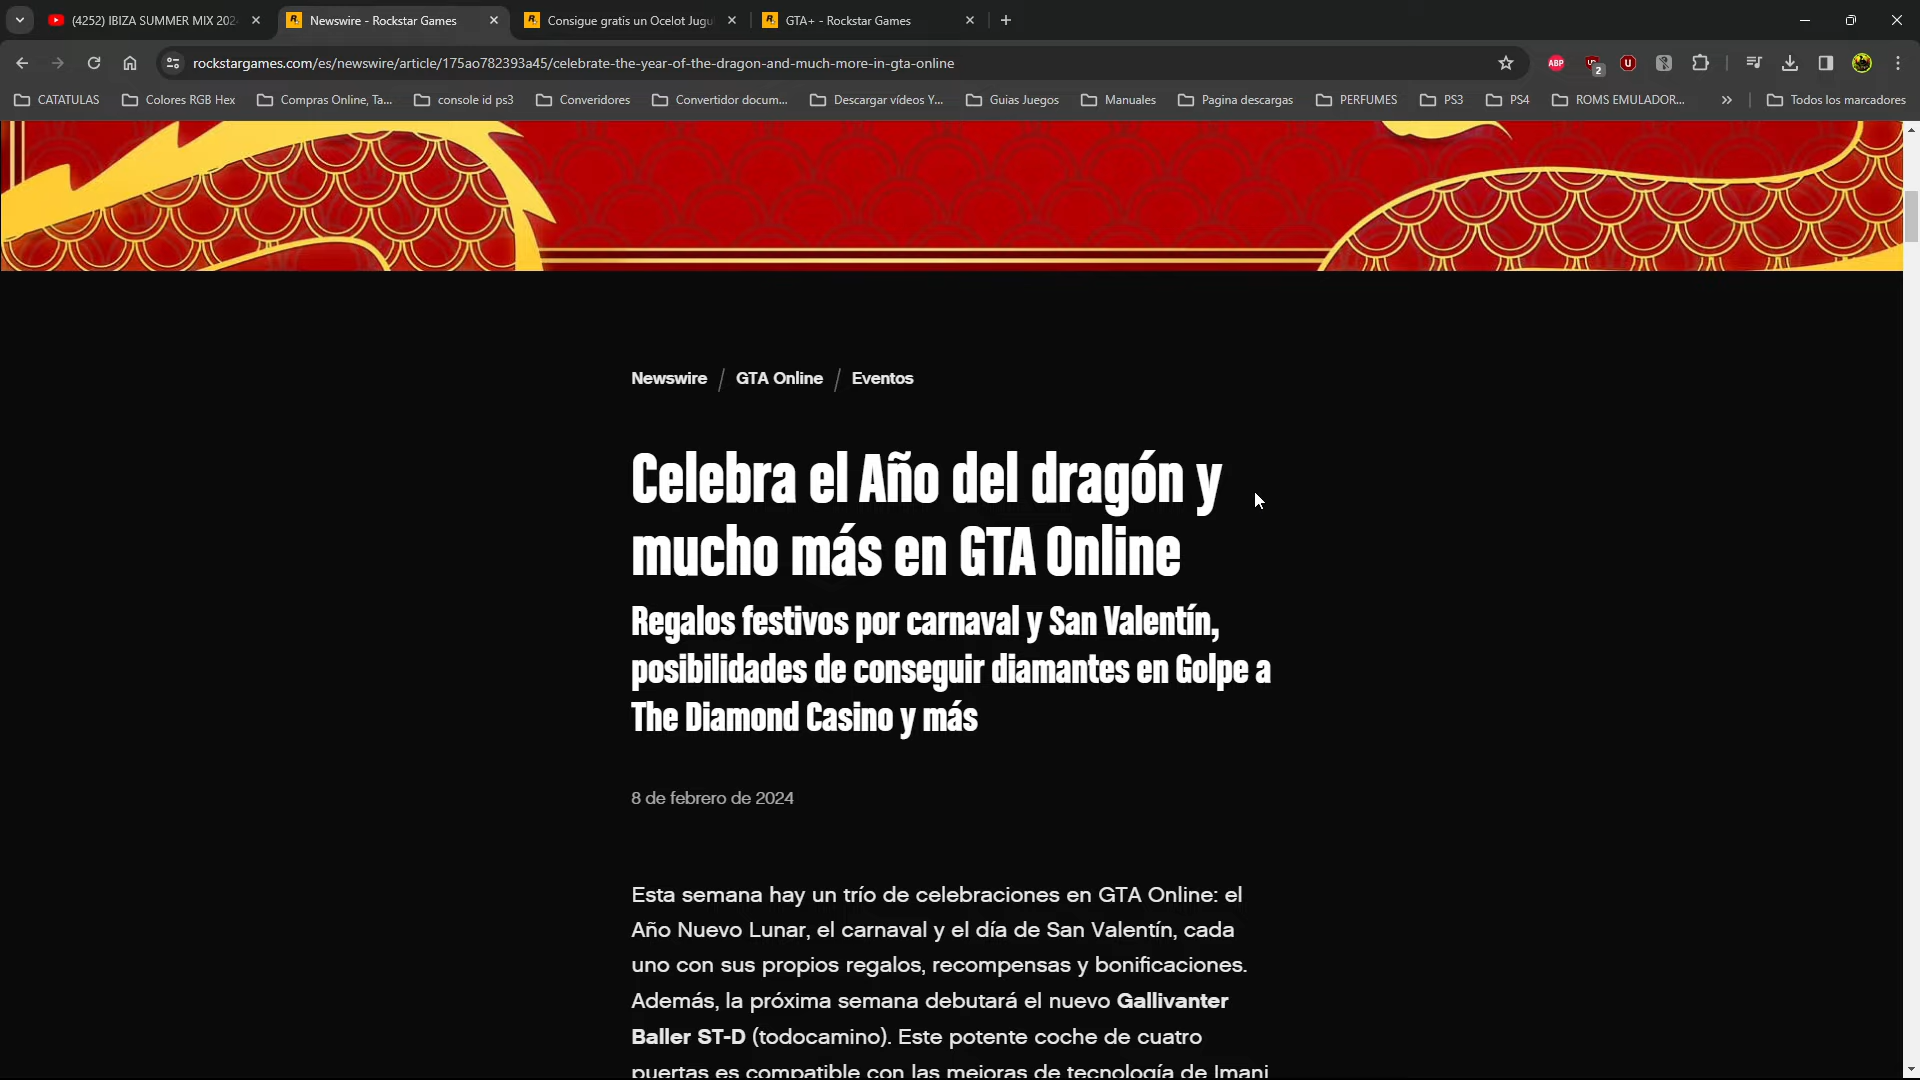 (4252) IBIZA SUMMER MIX 202
Newswire - Rockstar Games
Consigue gratis un Ocelot Jugu
GTA+ - Rockstar Games
rockstargames.com/es/newswire/article/175ao782393a45/celebrate-the-year-of-the-dragon-and-much-more-in-gta-online
ABP
2
CATATULAS
Colores RGB Hex
Compras Online, Ta...
console id ps3
Converidores
Convertidor docum...
Descargar vídeos Y...
Guias Juegos
Manuales
Pagina descargas
PERFUMES
PS3
PS4
ROMS EMULADOR...
»
Todos los marcadores
Newswire / GTA Online / Eventos
Celebra el Año del dragón y
mucho más en GTA Online
Regalos festivos por carnaval y San Valentín,
posibilidades de conseguir diamantes en Golpe a
The Diamond Casino y más
8 de febrero de 2024
Esta semana hay un trío de celebraciones en GTA Online: el
Año Nuevo Lunar, el carnaval y el día de San Valentín, cada
uno con sus propios regalos, recompensas y bonificaciones.
Además, la próxima semana debutará el nuevo Gallivanter
Baller ST-D (todocamino). Este potente coche de cuatro
puertas es compatible con las mejoras de tecnología de Imani